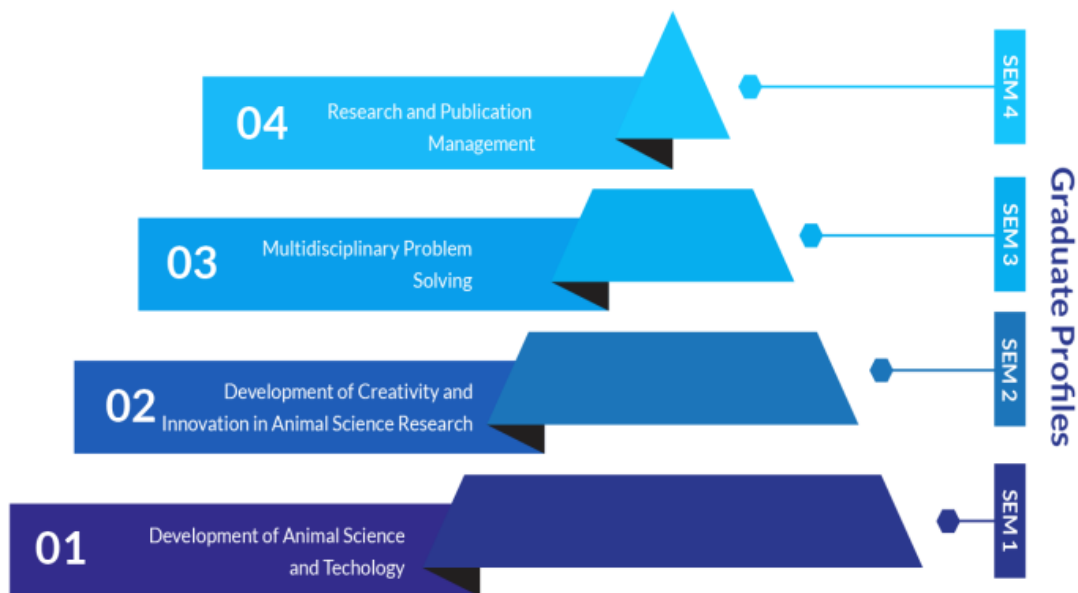 04
Research and Publication
Management
SEM 4
03
Multidisciplinary Problem
Solving
SEM 3
02
Development of Creativity and
Innovation in Animal Science Research
SEM 2
01
Development of Animal Science
and Techology
SEM 1
Graduate Profiles